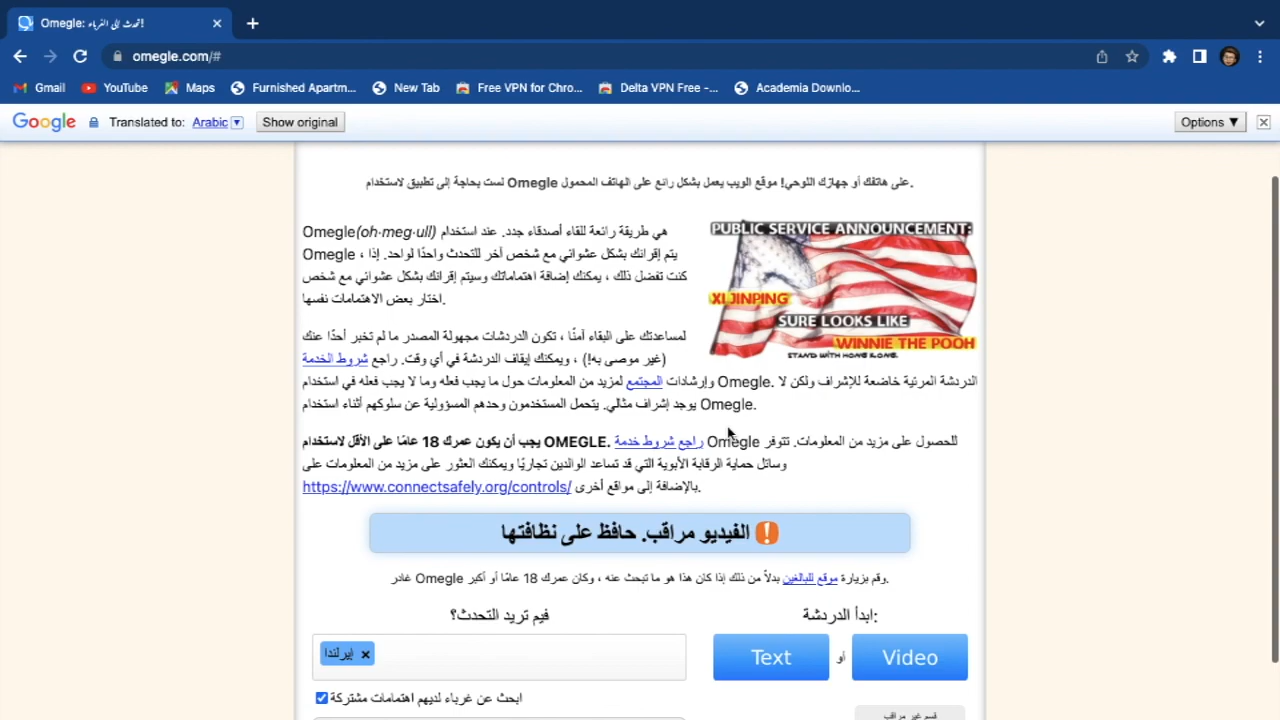 Omegle: تحدث إلى الغرباء!
omegle.com/#
Gmail YouTube Maps Furnished Apartm... New Tab Free VPN for Chro... Delta VPN Free -... Academia Downlo...
Google Translated to: Arabic Show original Options ▼
على هاتفك أو جهازك اللوحي! موقع الويب يعمل بشكل رائع على الهاتف المحمول Omegle لست بحاجة إلى تطبيق لاستخدام.
Omegle(oh·meg·ull) هي طريقة رائعة للقاء أصدقاء جدد. عند استخدام
Omegle ، يتم إقرانك بشكل عشوائي مع شخص آخر للتحدث واحدًا لواحد. إذا
كنت تفضل ذلك ، يمكنك إضافة اهتماماتك وسيتم إقرانك بشكل عشوائي مع شخص
اختار بعض الاهتمامات نفسها.
PUBLIC SERVICE ANNOUNCEMENT:
XI JINPING
SURE LOOKS LIKE
WINNIE THE POOH
STAND WITH HONG KONG.
لمساعدتك على البقاء آمنًا ، تكون الدردشات مجهولة المصدر ما لم تخبر أحدًا عنك
(غير موصى به!) ، ويمكنك إيقاف الدردشة في أي وقت. راجع شروط الخدمة
وإرشادات المجتمع لمزيد من المعلومات حول ما يجب فعله وما لا يجب فعله في استخدام Omegle. الدردشة المرئية خاضعة للإشراف ولكن لا
يوجد إشراف مثالي. يتحمل المستخدمون وحدهم المسؤولية عن سلوكهم أثناء استخدام Omegle.
يجب أن يكون عمرك 18 عامًا على الأقل لاستخدام OMEGLE. راجع شروط خدمة Omegle للحصول على مزيد من المعلومات. تتوفر
وسائل حماية الرقابة الأبوية التي قد تساعد الوالدين تجاريًا ويمكنك العثور على مزيد من المعلومات على
https://www.connectsafely.org/controls/ بالإضافة إلى مواقع أخرى.
الفيديو مراقب. حافظ على نظافتها
غادر Omegle وقم بزيارة موقع للبالغين بدلاً من ذلك إذا كان هذا هو ما تبحث عنه ، وكان عمرك 18 عامًا أو أكبر.
فيم تريد التحدث؟
إيرلندا
ابحث عن غرباء لديهم اهتمامات مشتركة
ابدأ الدردشة:
Text او Video
قسم غير مراقب